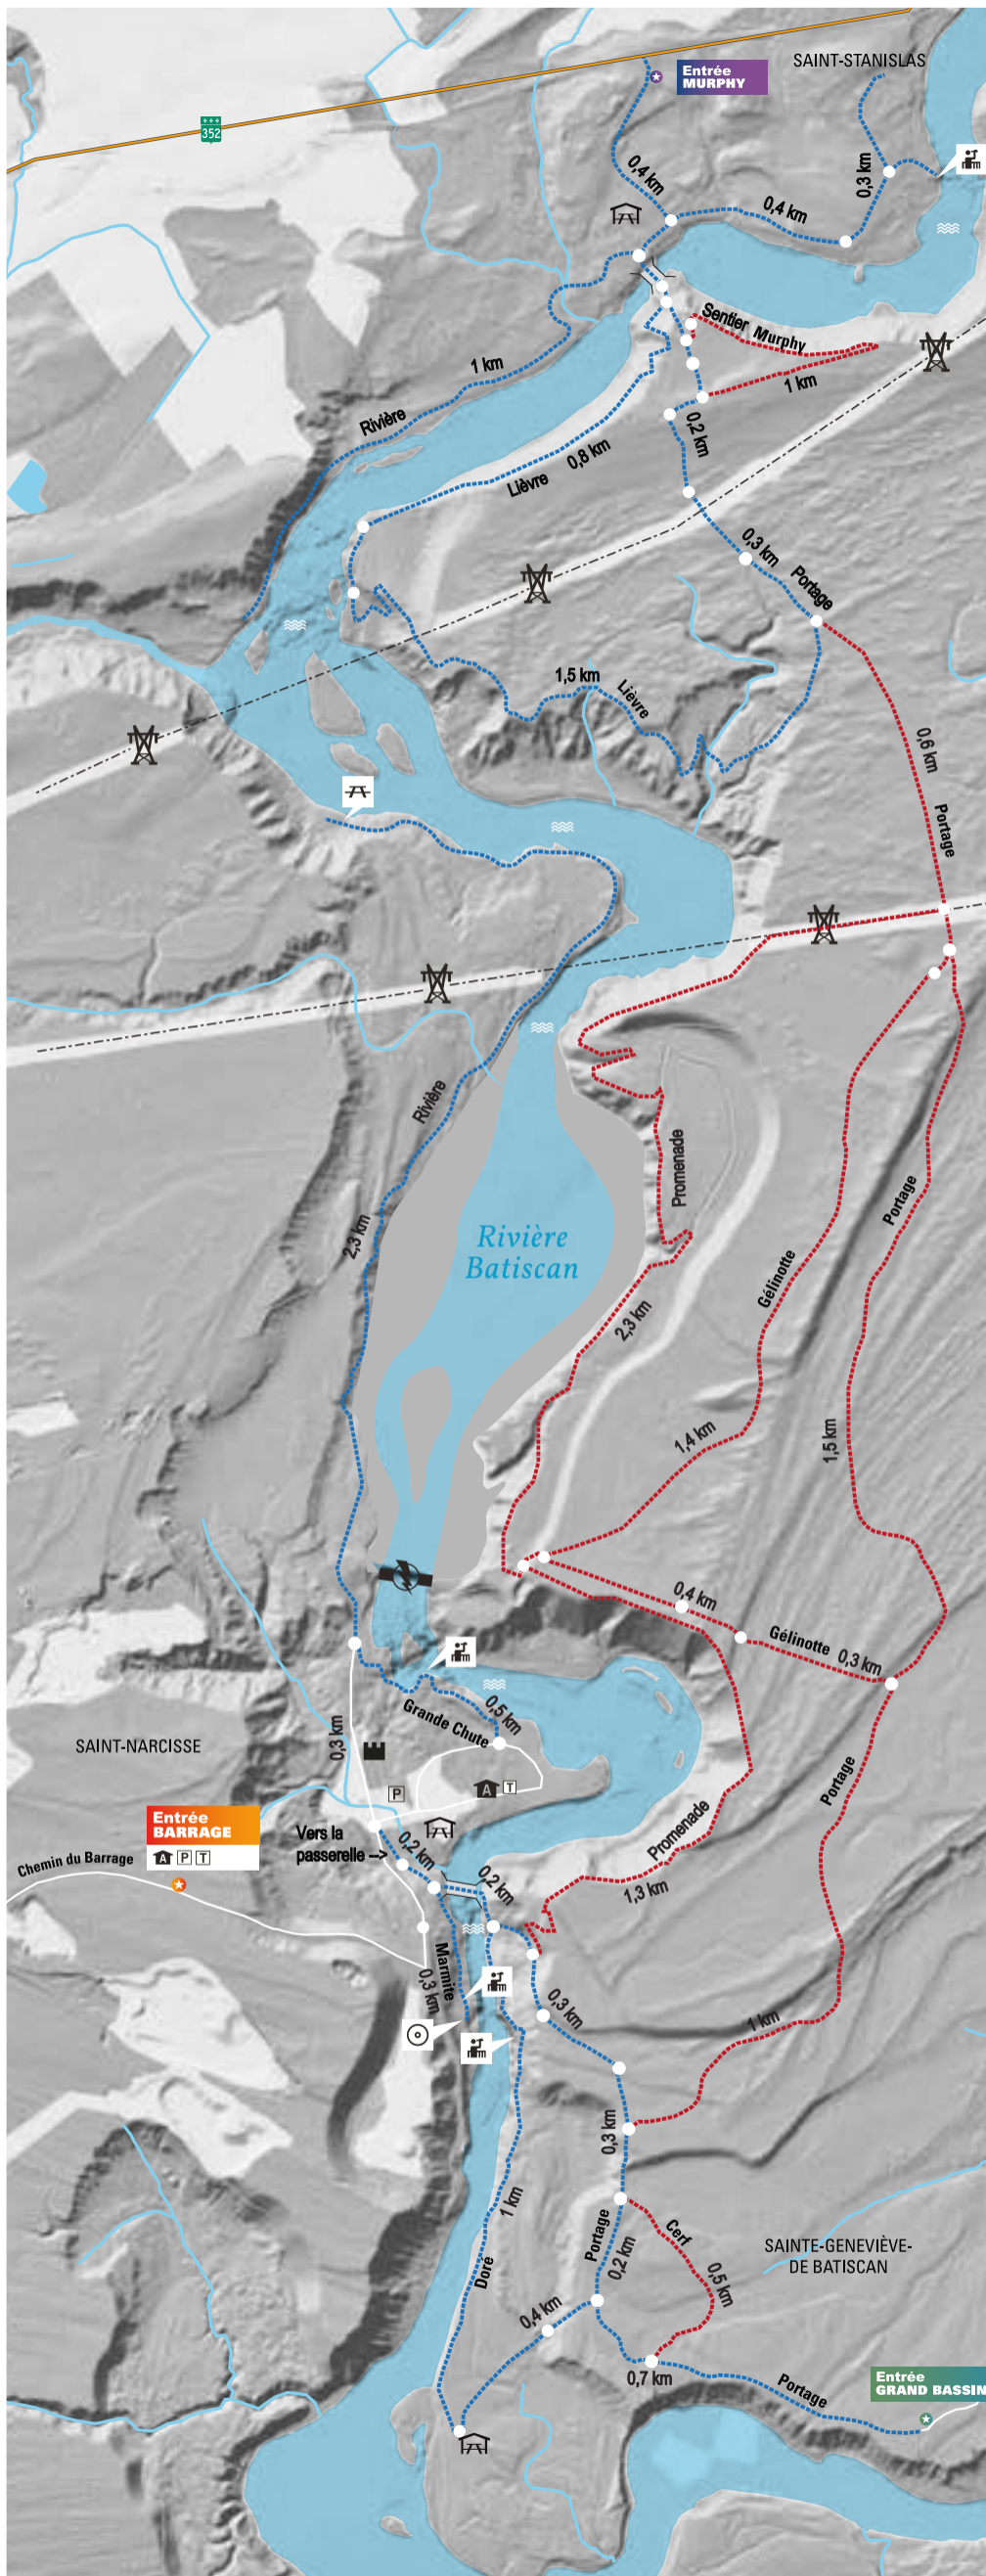 SAINT-STANISLAS
Entrée
MURPHY
352
0,4 km
0,3 km
0,4 km
Sentier Murphy
1 km
1 km
Rivière
0,2 km
0,8 km
Lièvre
0,3 km
Portage
1,5 km
Lièvre
0,6 km
Portage
Rivière
Promenade
Portage
2,3 km
Rivière
Batiscan
Gélinotte
2,3 km
1,4 km
1,5 km
0,4 km
Gélinotte
0,3 km
Grande Chute
0,5 km
0,3 km
SAINT-NARCISSE
P
A
T
Portage
Entrée
BARRAGE
A P T
Vers la
passerelle -->
0,2 km
Promenade
Chemin du Barrage
0,2 km
1,3 km
Marmite
0,3 km
0,3 km
1 km
0,3 km
1 km
Portage
0,2 km
Cerf
0,5 km
SAINTE-GENEVIÈVE-
DE BATISCAN
Doré
0,4 km
0,7 km
Portage
Entrée
GRAND BASSIN